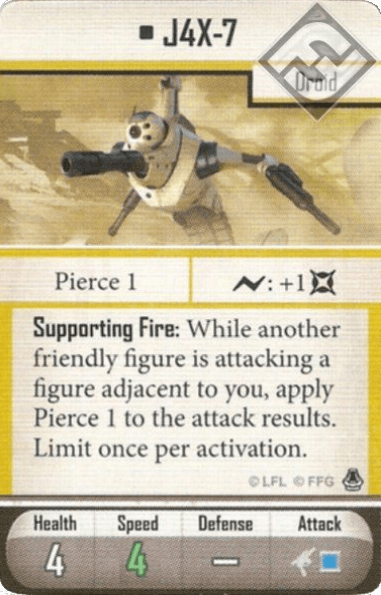 J4X-7
Droid
Pierce 1
: +1
Supporting Fire: While another
friendly figure is attacking a
figure adjacent to you, apply
Pierce 1 to the attack results.
Limit once per activation.
© LFL © FFG
Health Speed Defense Attack
4 4 –